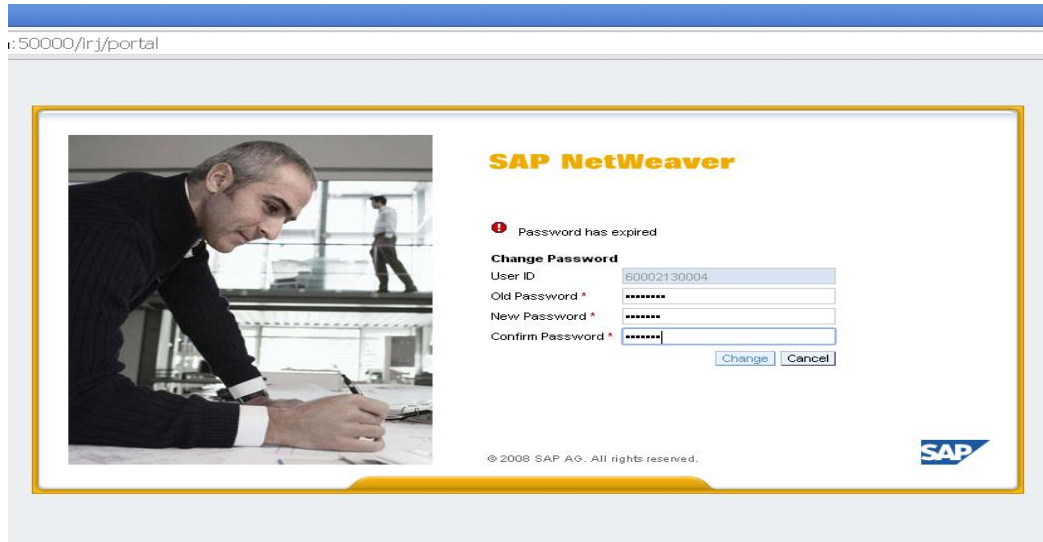 :50000/irj/portal
SAP NetWeaver
Password has expired
Change Password
User ID 60002130004
Old Password * ••••••••
New Password * •••••••
Confirm Password * •••••••
Change Cancel
© 2008 SAP AG. All rights reserved.
SAP